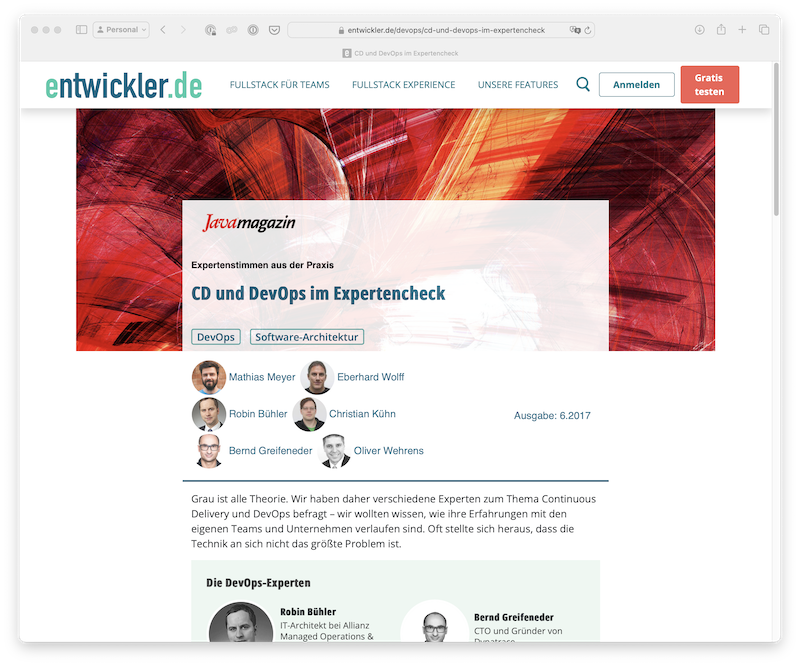 Personal
entwickler.de/devops/cd-und-devops-im-expertencheck
CD und DevOps im Expertencheck
entwickler.de
FULLSTACK FÜR TEAMS
FULLSTACK EXPERIENCE
UNSERE FEATURES
Anmelden
Gratis
testen
Javamagazin
Expertenstimmen aus der Praxis
CD und DevOps im Expertencheck
DevOps
Software-Architektur
Mathias Meyer
Eberhard Wolff
Robin Bühler
Christian Kühn
Bernd Greifeneder
Oliver Wehrens
Ausgabe: 6.2017
Grau ist alle Theorie. Wir haben daher verschiedene Experten zum Thema Continuous
Delivery und DevOps befragt – wir wollten wissen, wie ihre Erfahrungen mit den
eigenen Teams und Unternehmen verlaufen sind. Oft stellte sich heraus, dass die
Technik an sich nicht das größte Problem ist.
Die DevOps-Experten
Robin Bühler
IT-Architekt bei Allianz
Managed Operations &
Bernd Greifeneder
CTO und Gründer von